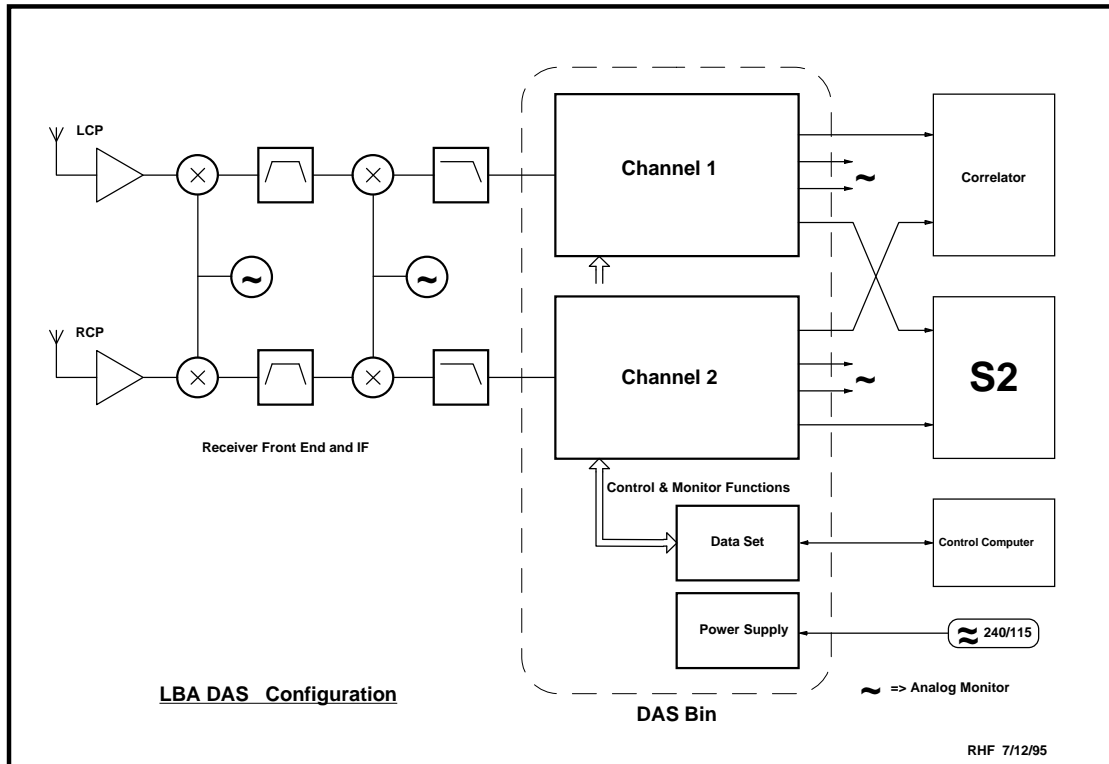 LCP
Channel 1
~
Correlator
×
×
~
~
RCP
Channel 2
~
S2
×
×
Receiver Front End and IF
Control & Monitor Functions
Data Set
Control Computer
Power Supply
≈ 240/115
LBA DAS Configuration
~ => Analog Monitor
DAS Bin
RHF 7/12/95